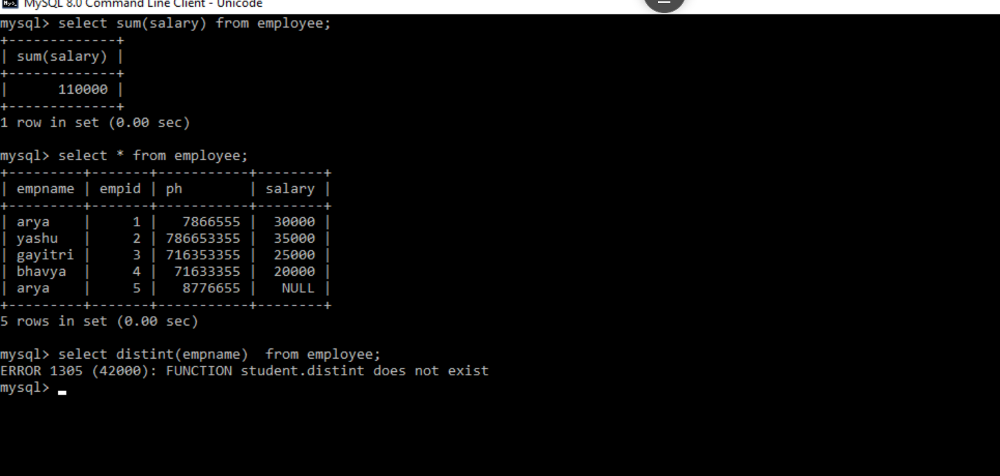 MySQL 8.0 Command Line Client - Unicode
mysql> select sum(salary) from employee;
+-------------+
| sum(salary) |
+-------------+
|      110000 |
+-------------+
1 row in set (0.00 sec)
mysql> select * from employee;
+---------+-------+-----------+--------+
| empname | empid | ph        | salary |
+---------+-------+-----------+--------+
| arya    |     1 |   7866555 |  30000 |
| yashu   |     2 | 786653355 |  35000 |
| gayitri |     3 | 716353355 |  25000 |
| bhavya  |     4 |  71633355 |  20000 |
| arya    |     5 |   8776655 |   NULL |
+---------+-------+-----------+--------+
5 rows in set (0.00 sec)
mysql> select distint(empname)  from employee;
ERROR 1305 (42000): FUNCTION student.distint does not exist
mysql>